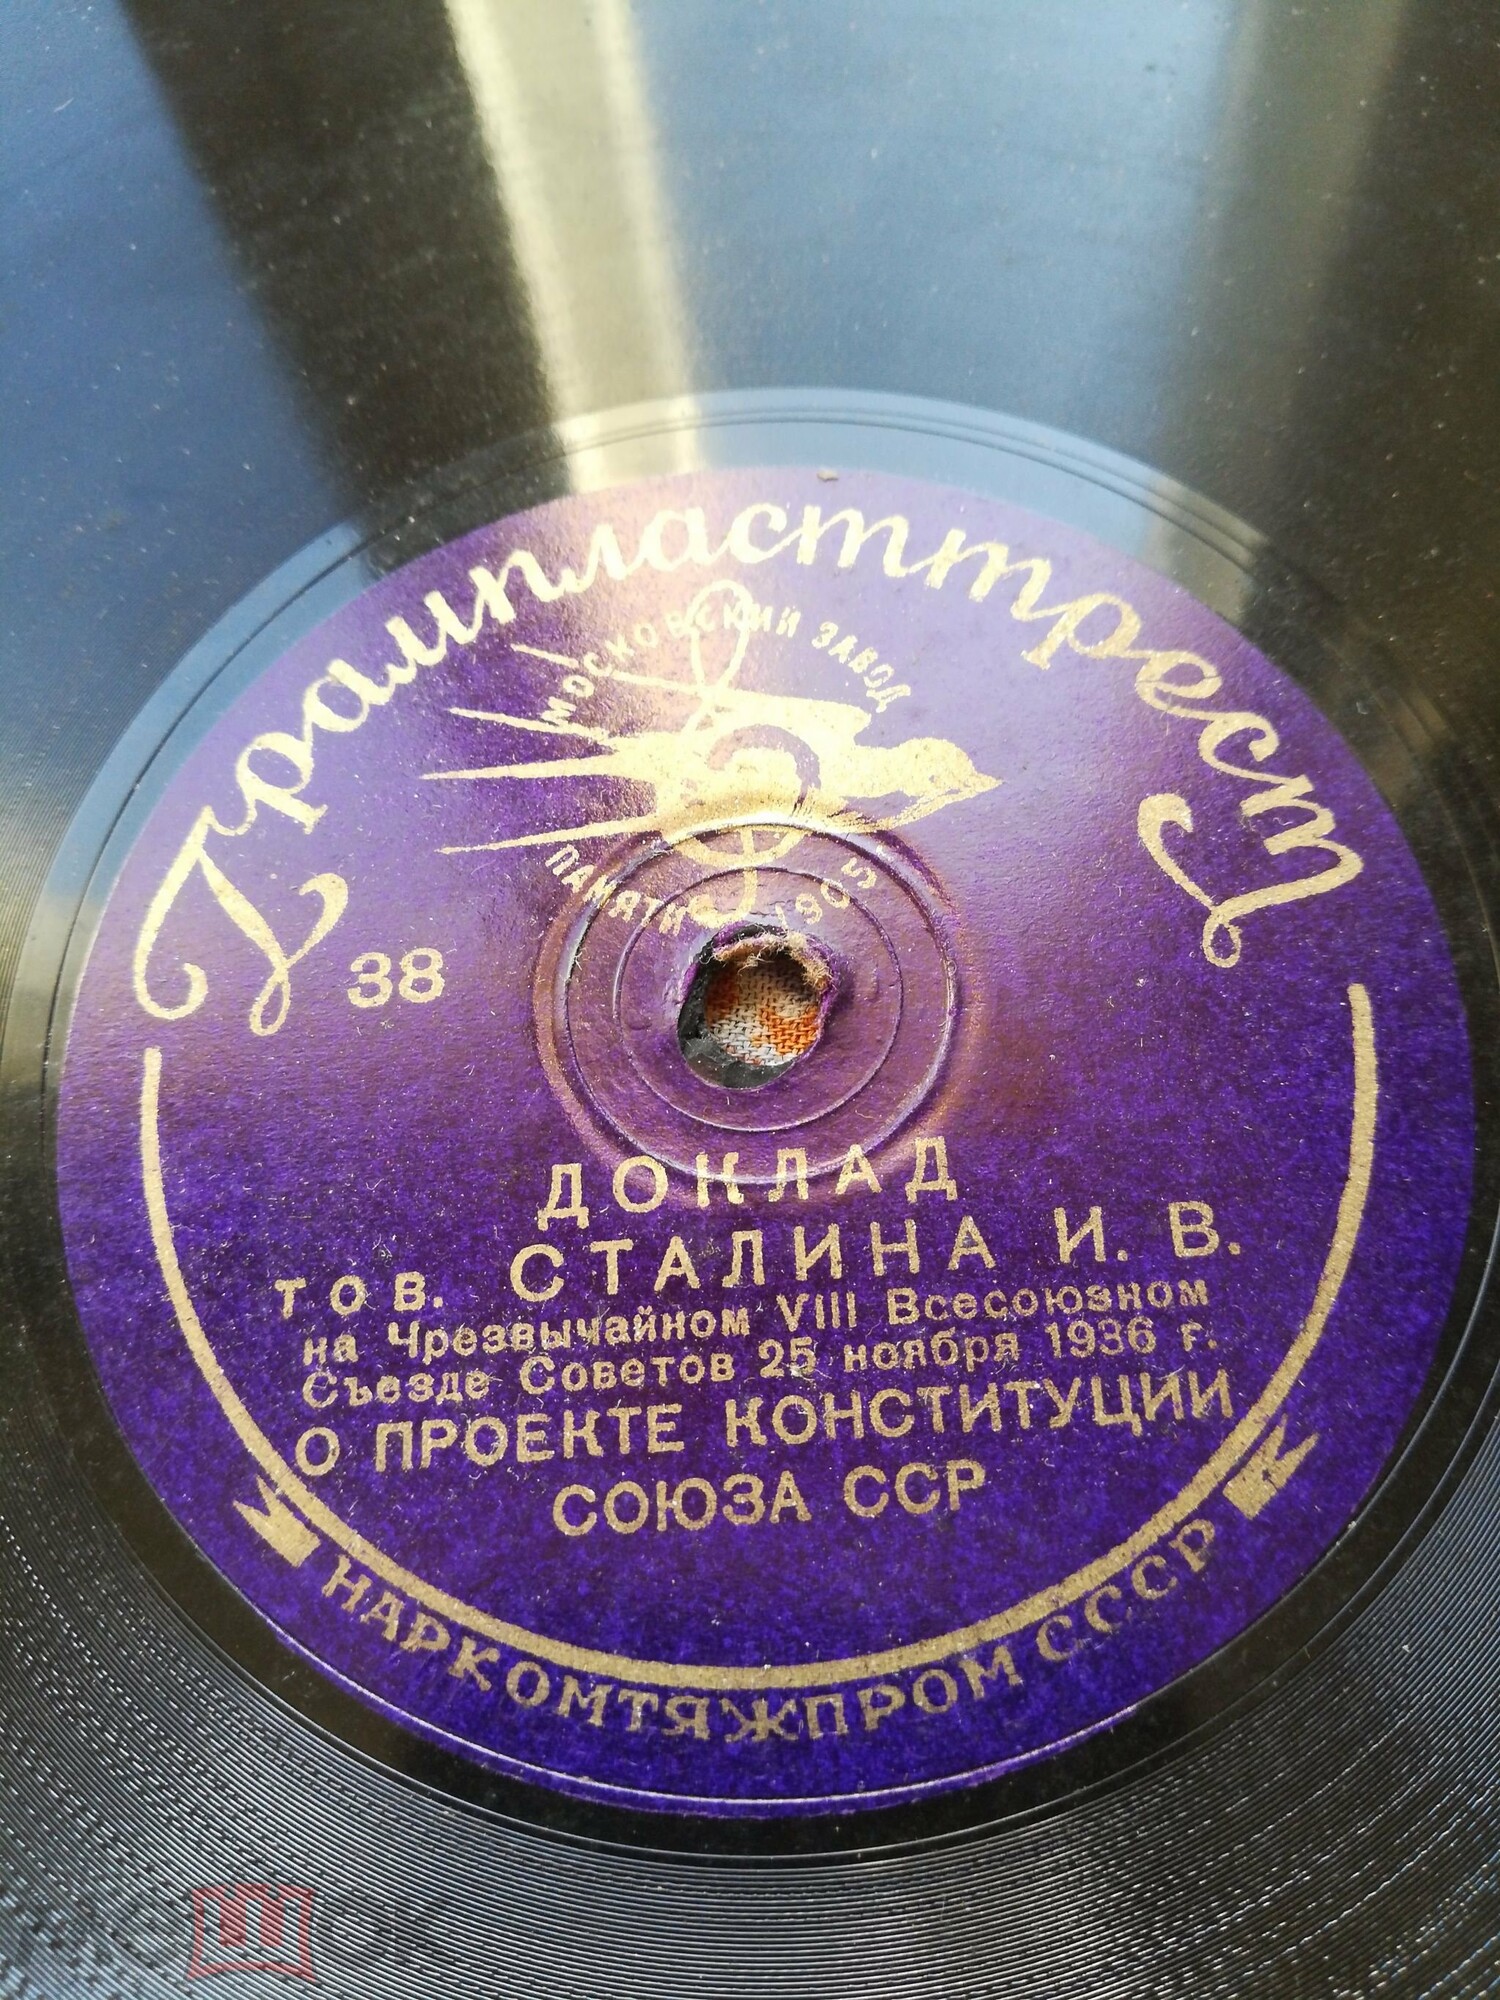 Грампласттрест
МОСКОВСКИЙ ЗАВОД
ПАМЯТИ 1905
38
ДОКЛАД
тов. СТАЛИНА И. В.
на Чрезвычайном VIII Всесоюзном
Съезде Советов 25 ноября 1936 г.
О ПРОЕКТЕ КОНСТИТУЦИИ
СОЮЗА ССР
НАРКОМТЯЖПРОМ СССР